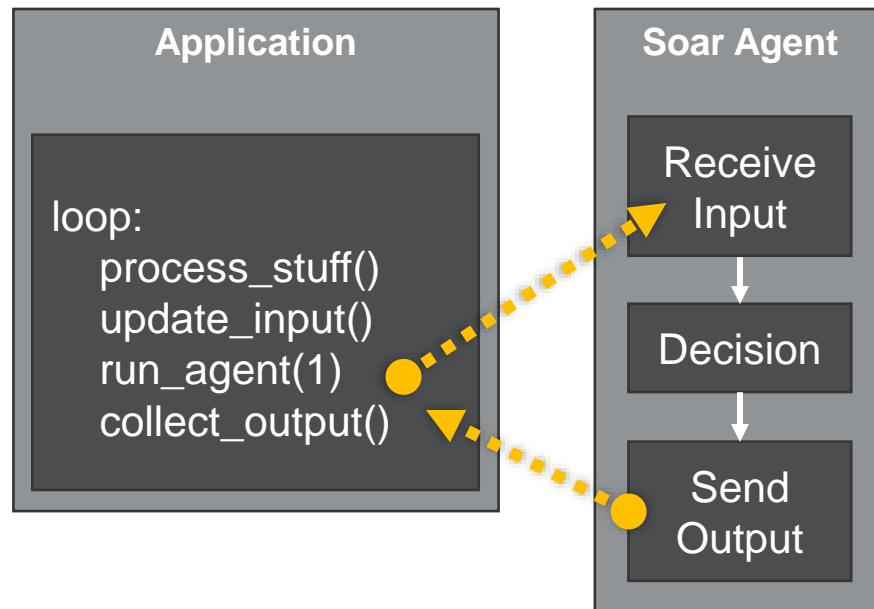 Application
loop:
process_stuff()
update_input()
run_agent(1)
collect_output()
Soar Agent
Receive
Input
Decision
Send
Output